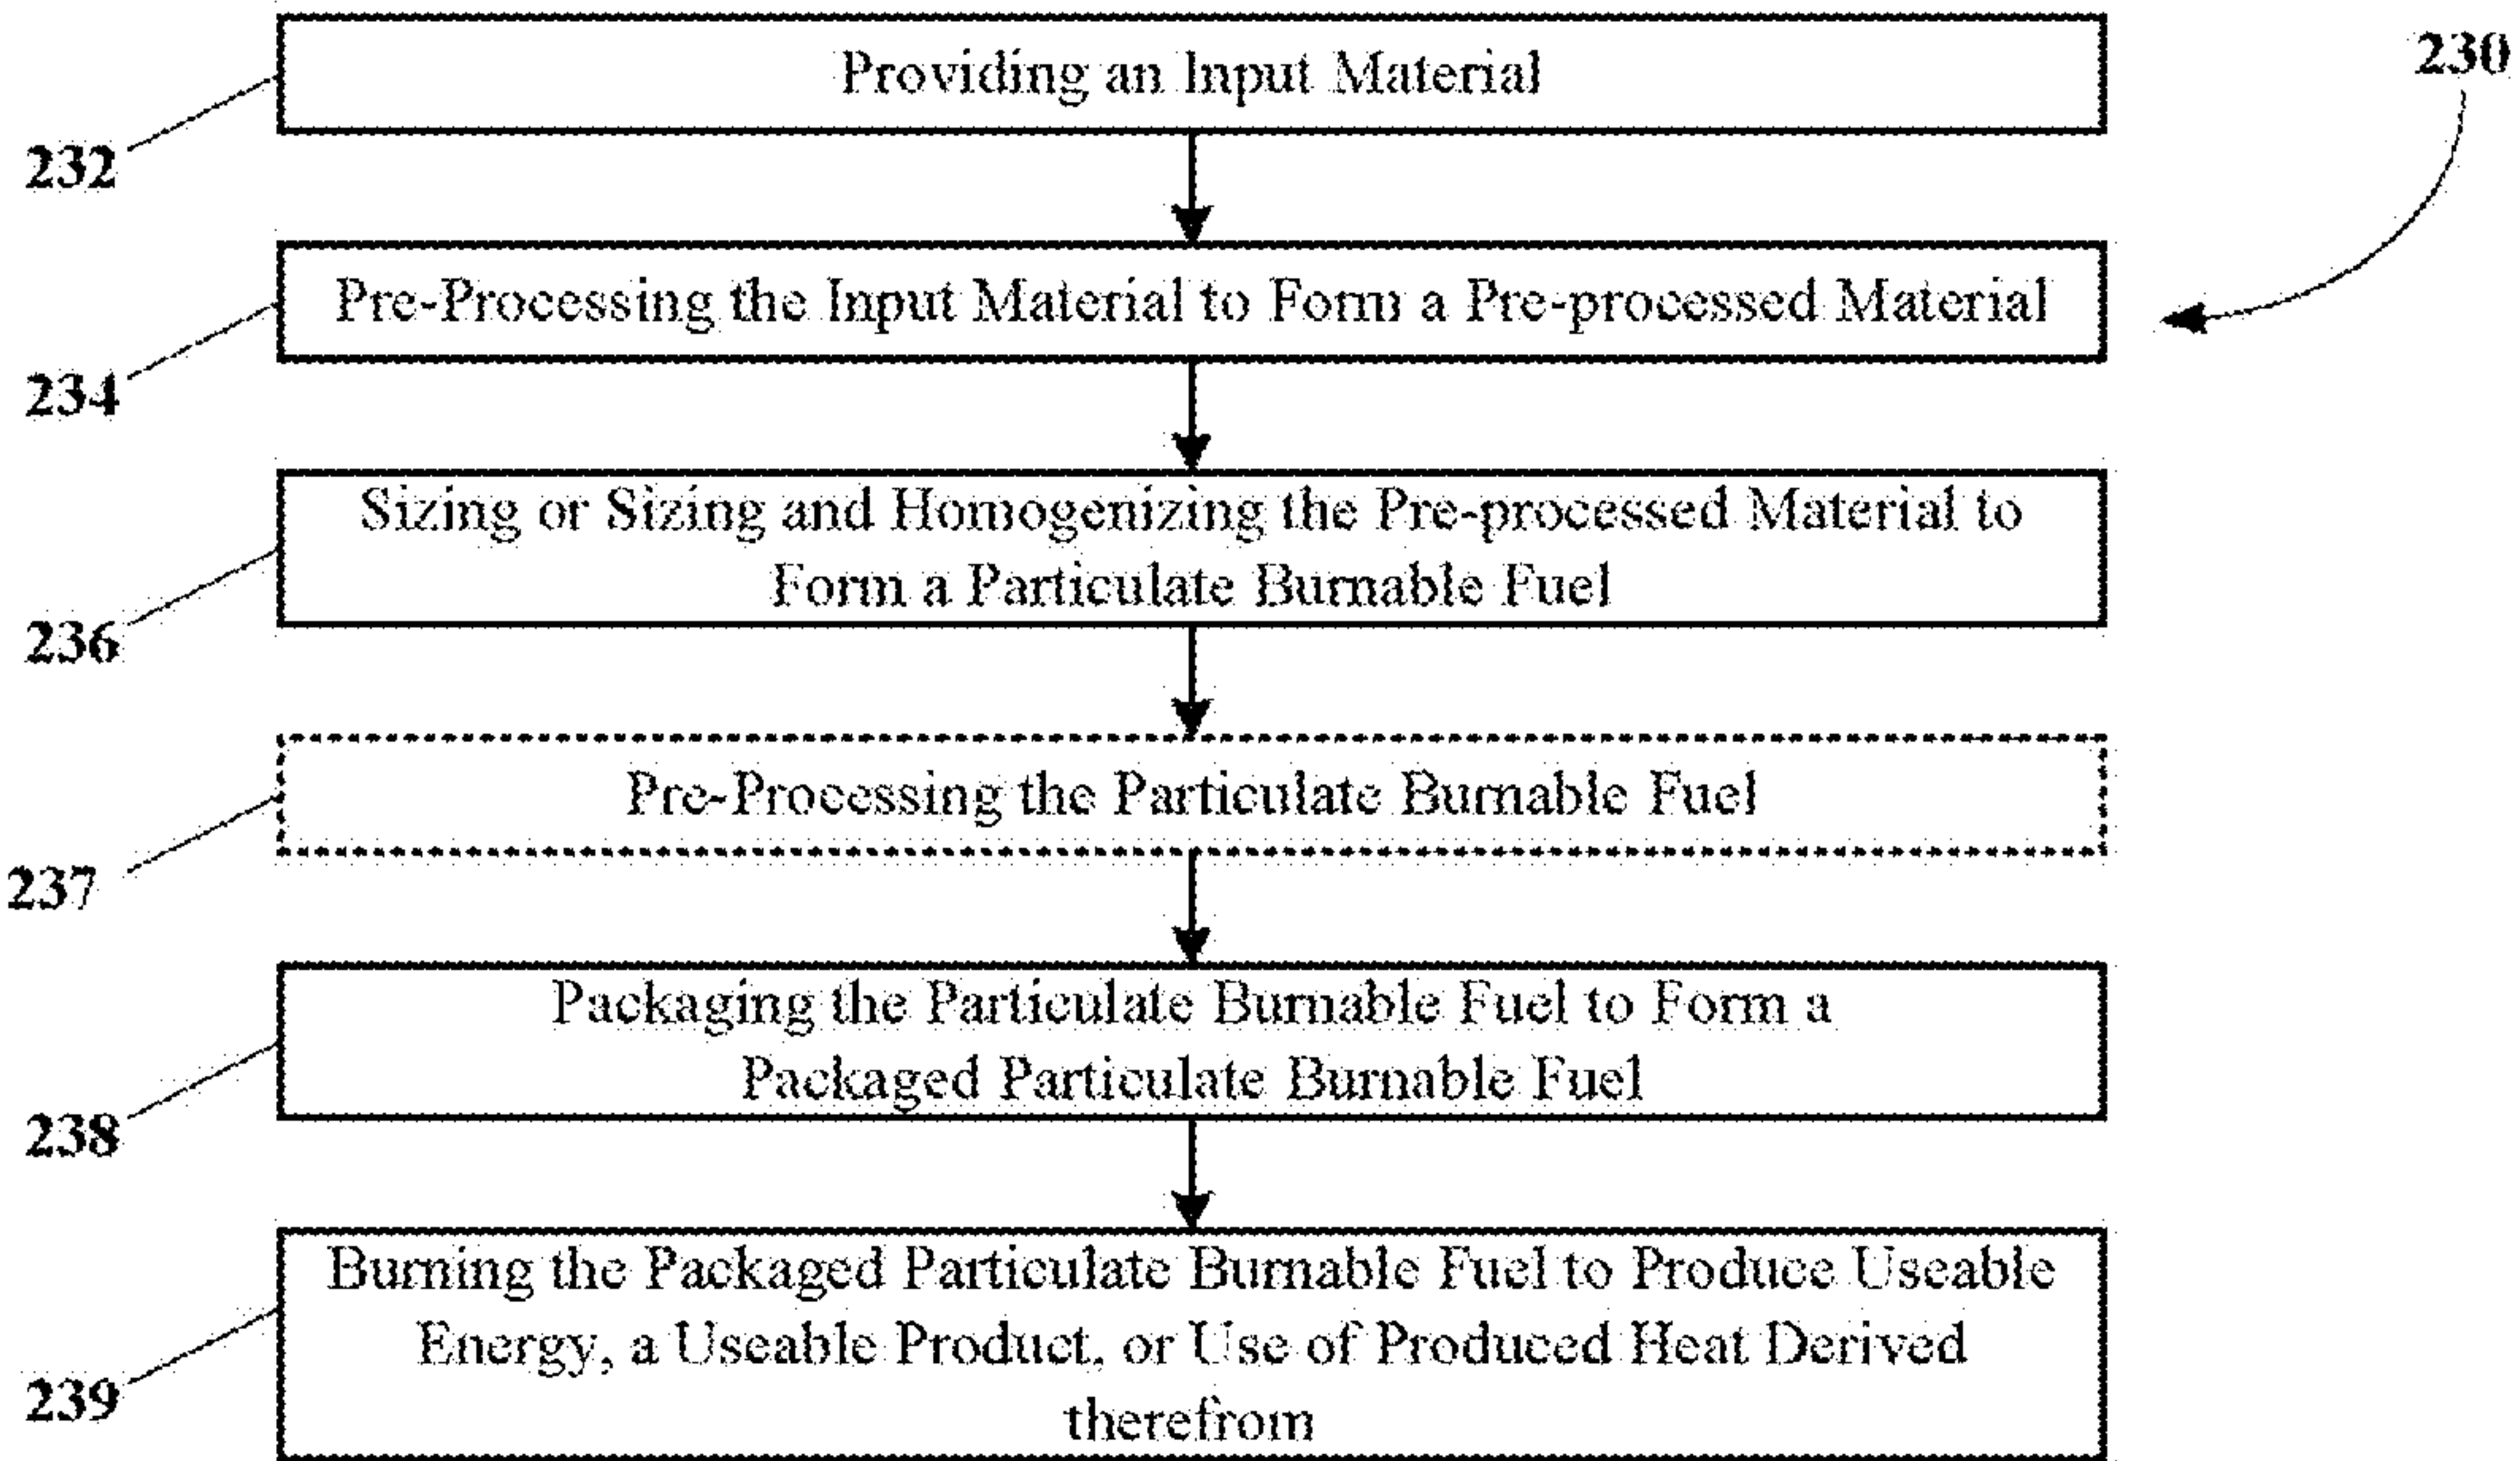 Providing an Input Material
230
232
Pre-Processing the Input Material to Form a Pre-processed Material
234
Sizing or Sizing and Homogenizing the Pre-processed Material to
Form a Particulate Burnable Fuel
236
Pre-Processing the Particulate Burnable Fuel
237
Packaging the Particulate Burnable Fuel to Form a
Packaged Particulate Burnable Fuel
238
Burning the Packaged Particulate Burnable Fuel to Produce Useable
Energy, a Useable Product, or Use of Produced Heat Derived
239
therefrom